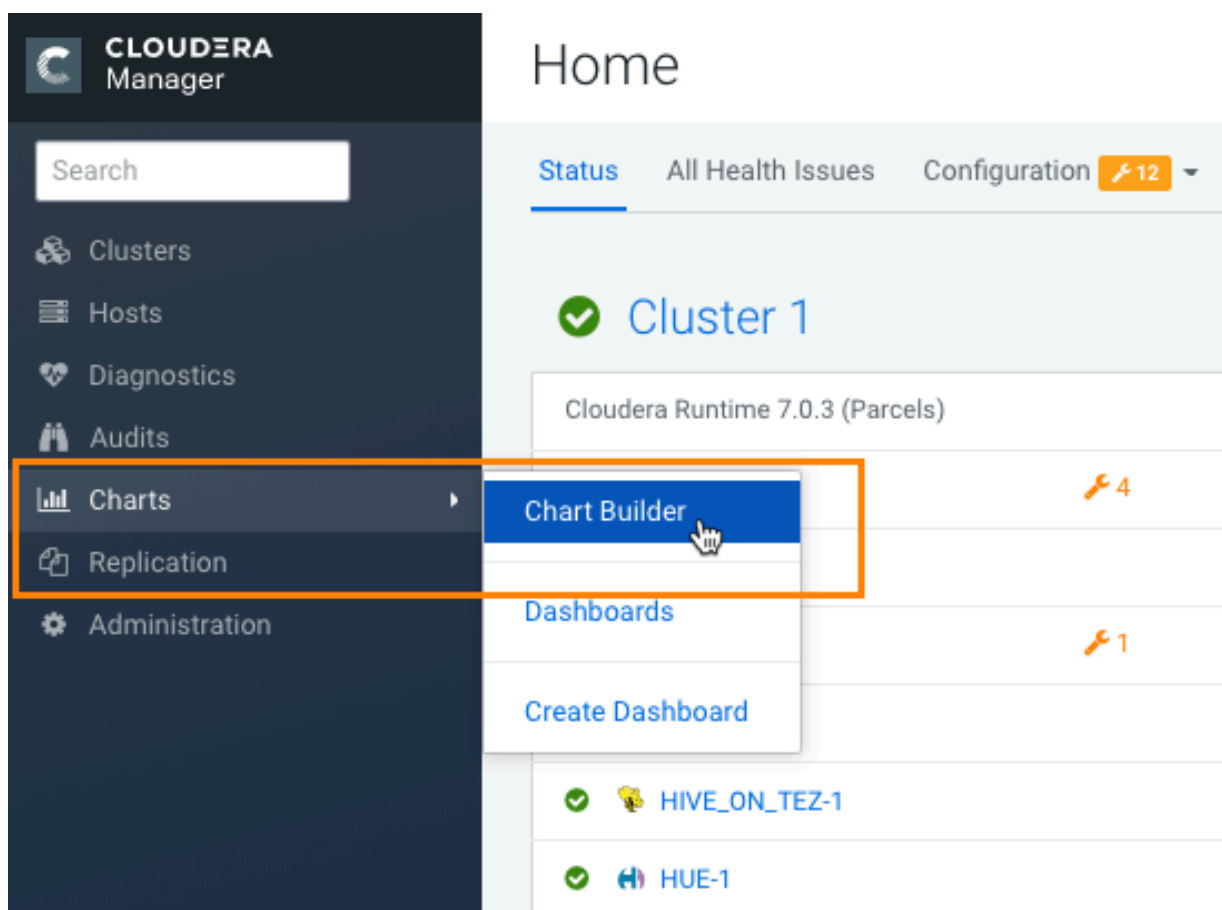 CLOUDERA
Manager
Home
Search
Status All Health Issues Configuration 12
Clusters
Hosts
Diagnostics
Audits
Charts
Replication
Administration
Cluster 1
Cloudera Runtime 7.0.3 (Parcels)
4
Chart Builder
Dashboards
1
Create Dashboard
HIVE_ON_TEZ-1
HUE-1